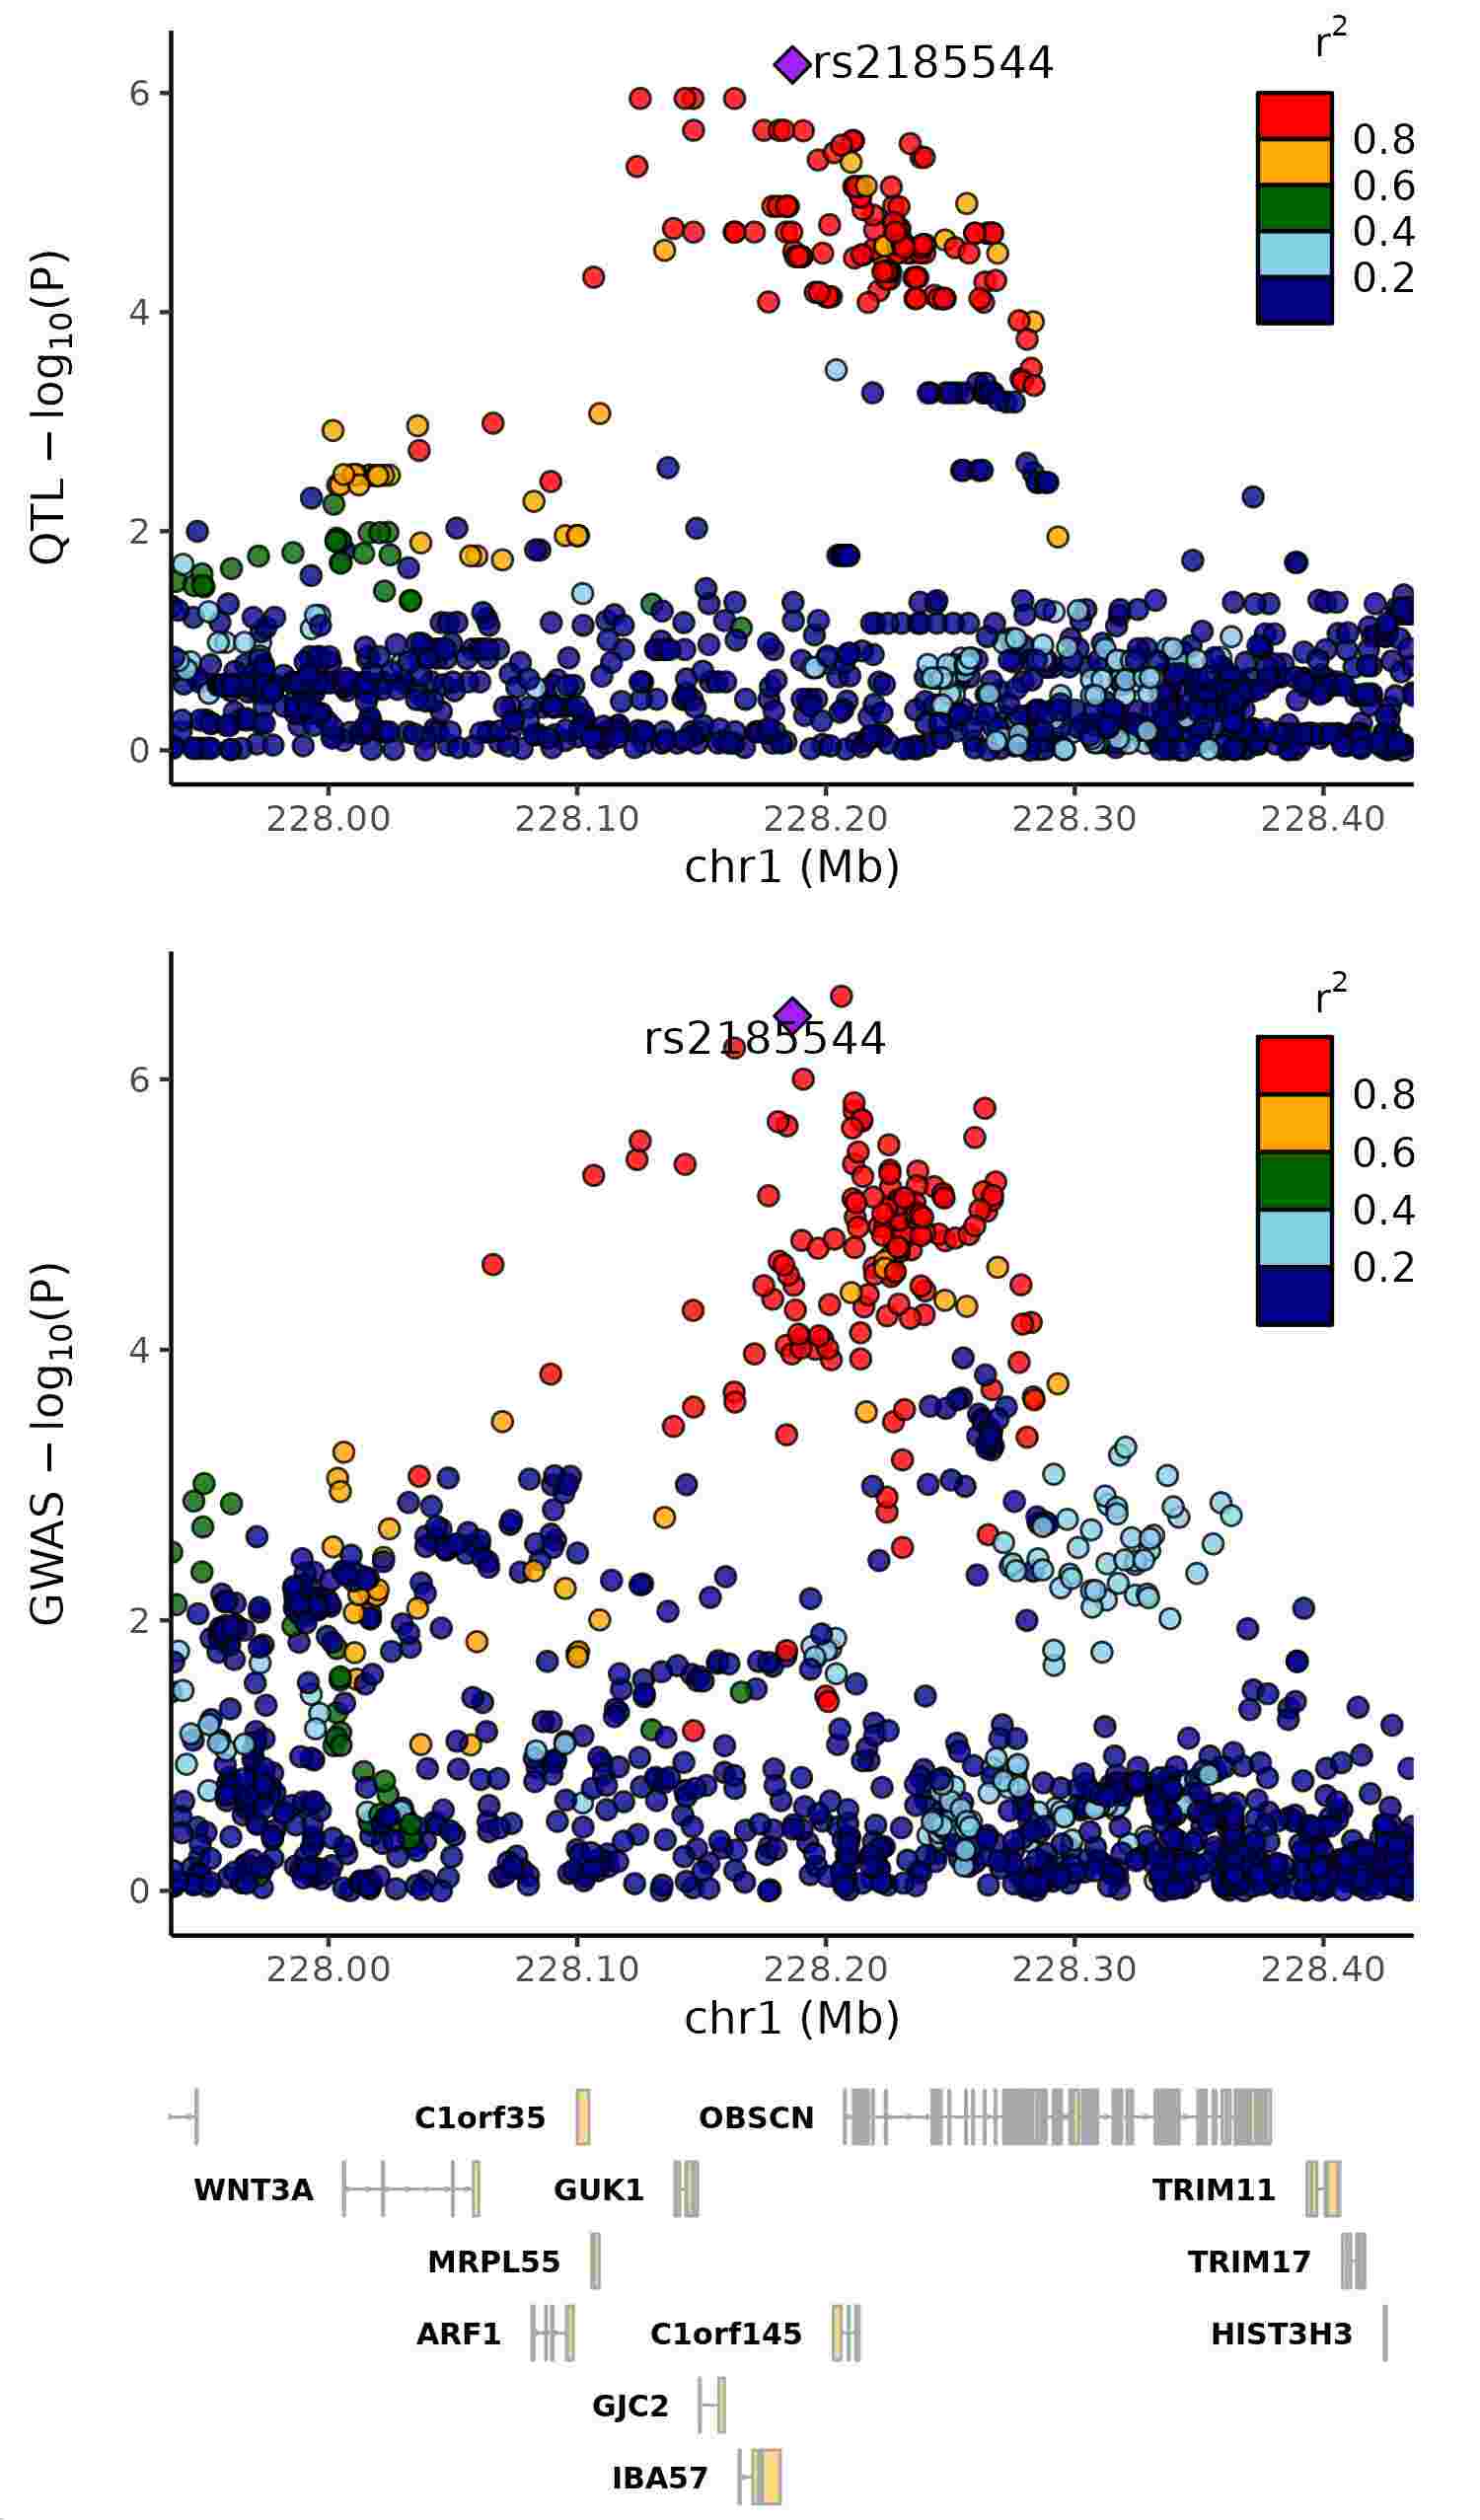 rs2185544
r²
0.8
0.6
0.4
0.2
6
4
2
0
QTL − log₁₀(P)
228.00 228.10 228.20 228.30 228.40
chr1 (Mb)
rs2185544
r²
0.8
0.6
0.4
0.2
6
4
2
0
GWAS − log₁₀(P)
228.00 228.10 228.20 228.30 228.40
chr1 (Mb)
C1orf35 OBSCN
WNT3A GUK1 TRIM11
MRPL55 TRIM17
ARF1 C1orf145 HIST3H3
GJC2
IBA57